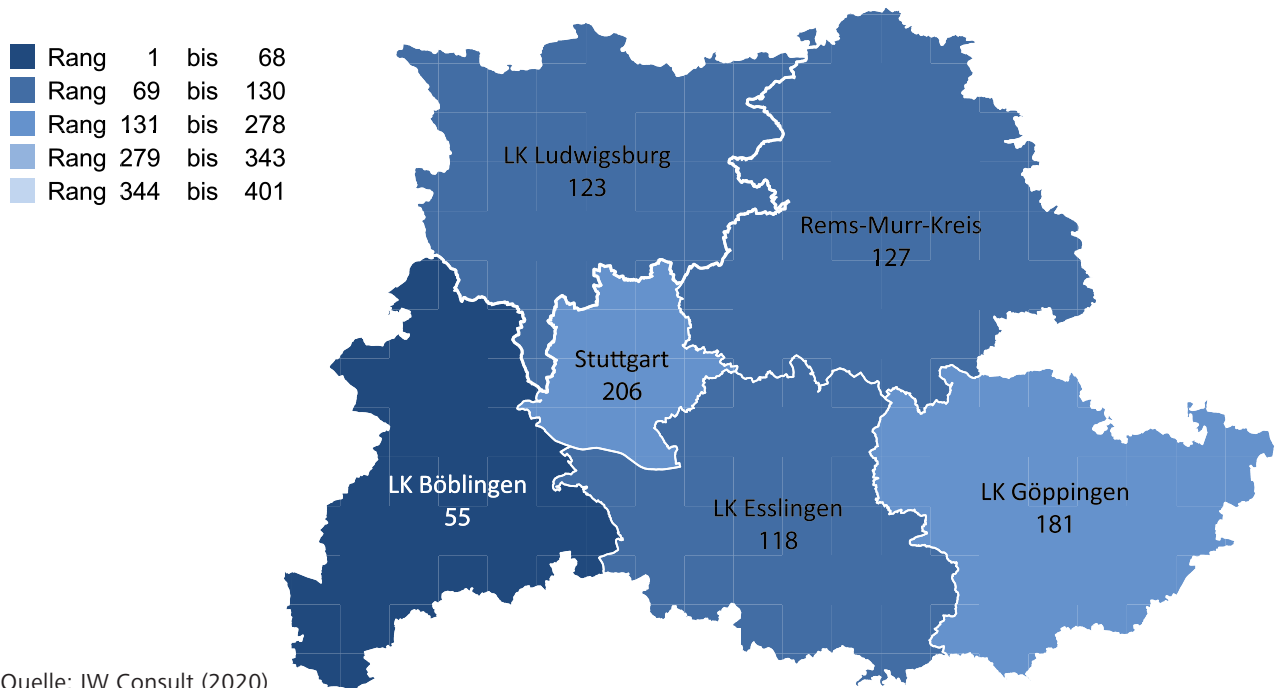 Rang 1 bis 68
Rang 69 bis 130
Rang 131 bis 278
Rang 279 bis 343
Rang 344 bis 401
LK Ludwigsburg
123
Rems-Murr-Kreis
127
Stuttgart
206
LK Böblingen
55
LK Esslingen
118
LK Göppingen
181
Quelle: IW Consult (2020)